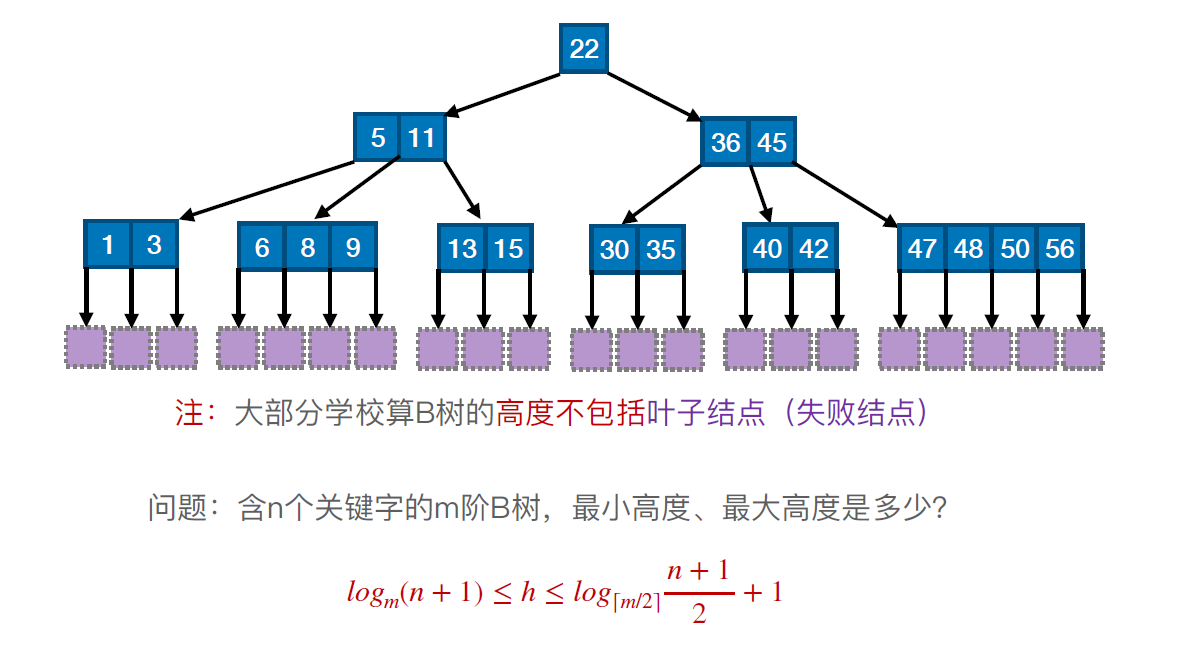 22
5 11
36 45
1 3
6 8 9
13 15
30 35
40 42
47 48 50 56
注：大部分学校算B树的高度不包括叶子结点（失败结点）
问题：含n个关键字的m阶B树，最小高度、最大高度是多少？
log_m(n + 1) ≤ h ≤ log_⌈m/2⌉ (n + 1)/2 + 1